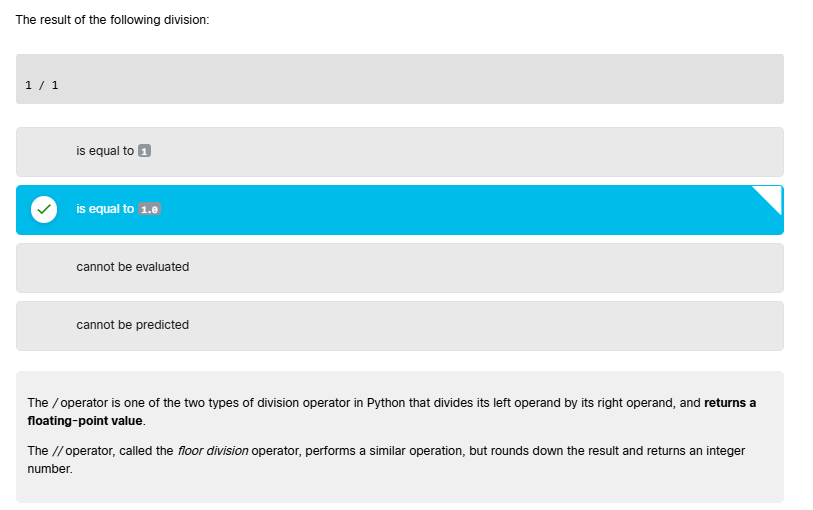 The result of the following division:
1 / 1
is equal to 1
is equal to 1.0
cannot be evaluated
cannot be predicted
The / operator is one of the two types of division operator in Python that divides its left operand by its right operand, and returns a
floating-point value.
The // operator, called the floor division operator, performs a similar operation, but rounds down the result and returns an integer
number.